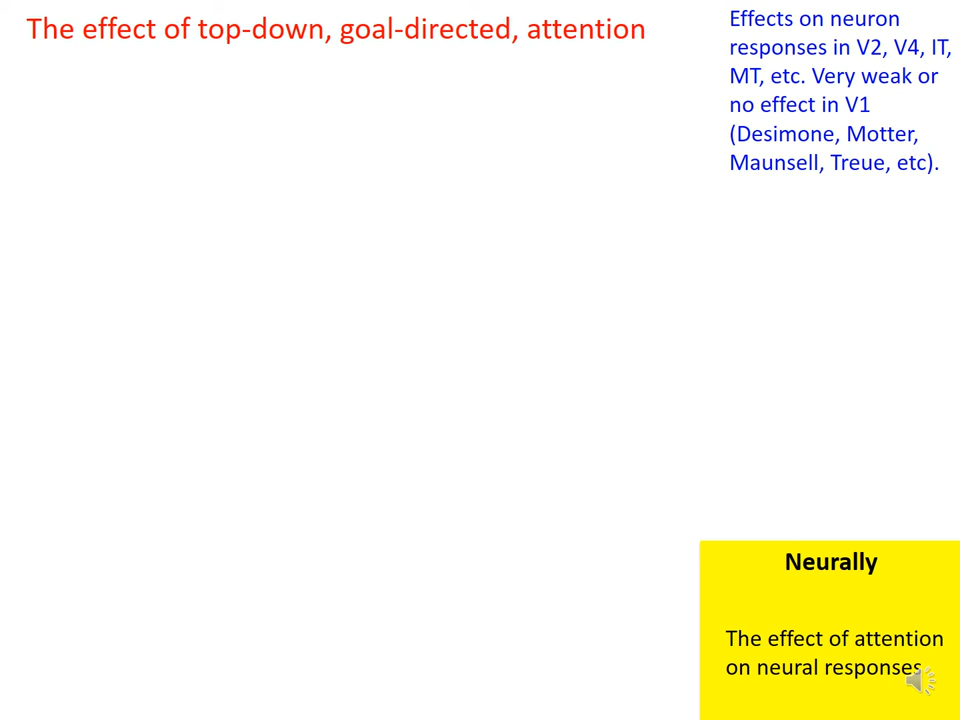 The effect of top-down, goal-directed, attention
Effects on neuron
responses in V2, V4, IT,
MT, etc. Very weak or
no effect in V1
(Desimone, Motter,
Maunsell, Treue, etc).
Neurally
The effect of attention
on neural responses